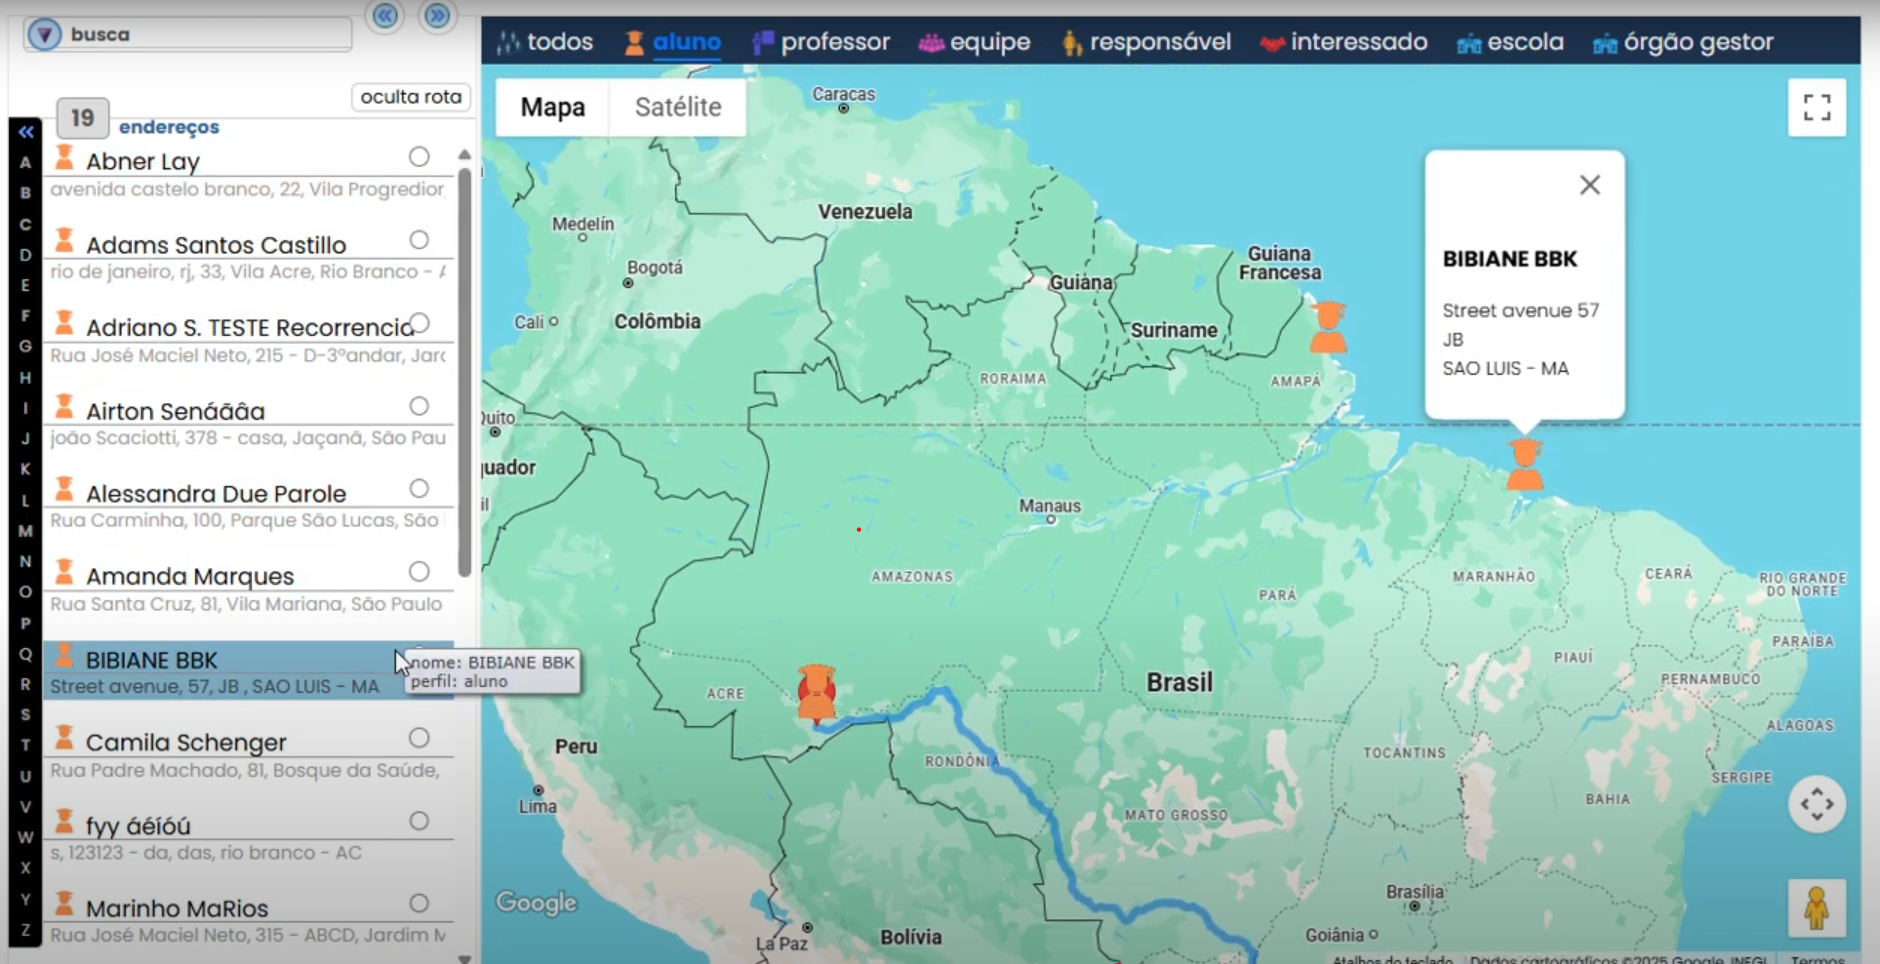 busca
todos
aluno
professor
equipe
responsável
interessado
escola
órgão gestor
oculta rota
19
endereços
A
B
C
D
E
F
G
H
I
J
K
L
M
N
O
P
Q
R
S
T
U
V
W
X
Y
Z
Abner Lay
avenida castelo branco, 22, Vila Progredior,
Adams Santos Castillo
rio de janeiro, rj, 33, Vila Acre, Rio Branco -
Adriano S. TESTE Recorrencia
Rua José Maciel Neto, 215 - D-3ºandar, Jar
Airton Senáãâa
joão Scaciotti, 378 - casa, Jaçanã, São Pau
Alessandra Due Parole
Rua Carminha, 100, Parque São Lucas, São
Amanda Marques
Rua Santa Cruz, 81, Vila Mariana, São Paulo
BIBIANE BBK
Street avenue, 57, JB , SAO LUIS - MA
nome: BIBIANE BBK
perfil: aluno
Camila Schenger
Rua Padre Machado, 81, Bosque da Saúde,
fyy áéíóú
s, 123123 - da, das, rio branco - AC
Marinho MaRios
Rua José Maciel Neto, 315 - ABCD, Jardim M
Mapa
Satélite
Caracas
Venezuela
Medelín
Bogotá
Cali
Colômbia
Guiana
Suriname
Guiana
Francesa
RORAIMA
AMAPÁ
BIBIANE BBK
Street avenue 57
JB
SAO LUIS - MA
Quito
quador
il
Manaus
AMAZONAS
PARÁ
MARANHÃO
CEARÁ
RIO GRANDE
DO NORTE
PARAÍBA
PIAUÍ
PERNAMBUCO
ALAGOAS
SERGIPE
ACRE
Brasil
Peru
RONDÔNIA
TOCANTINS
BAHIA
Lima
MATO GROSSO
Brasília
Goiânia
Google
La Paz
Bolívia
Atalhos do teclado
Dados cartográficos ©2025 Google, INEGI
Termos